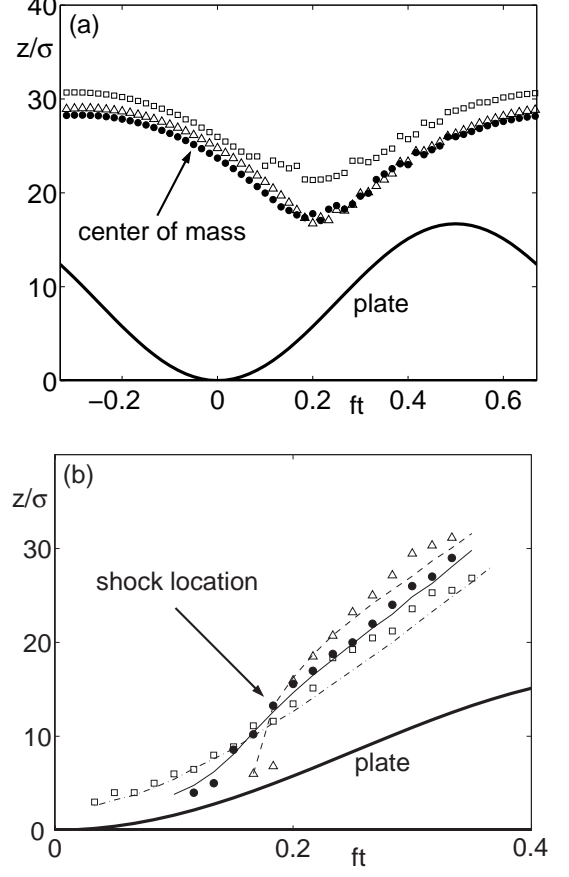 40
(a)
z/σ
30
20
center of mass
10
plate
0
−0.2 0 0.2 0.4 0.6
ft
(b)
z/σ
30
shock location
20
10
plate
0
0 0.2 0.4
ft